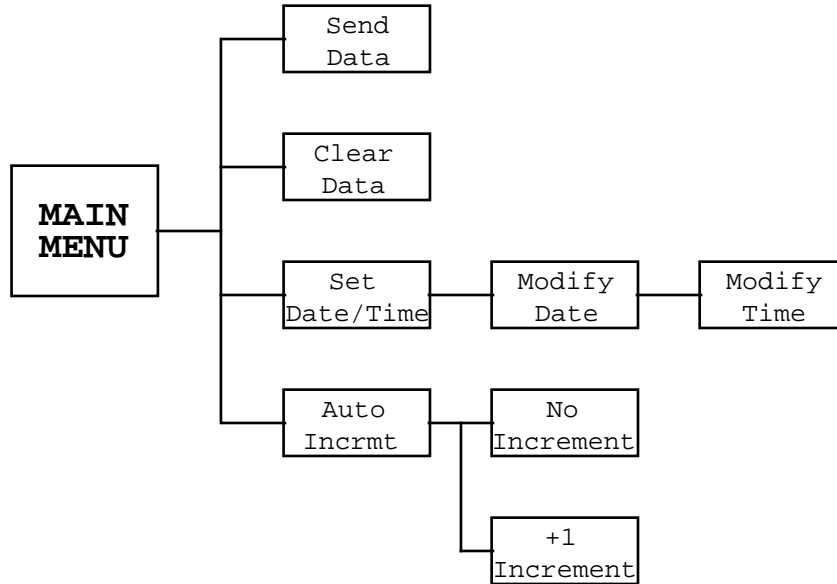 Send
Data
Clear
Data
MAIN
MENU
Set
Date/Time
Modify
Date
Modify
Time
Auto
Incrmt
No
Increment
+1
Increment